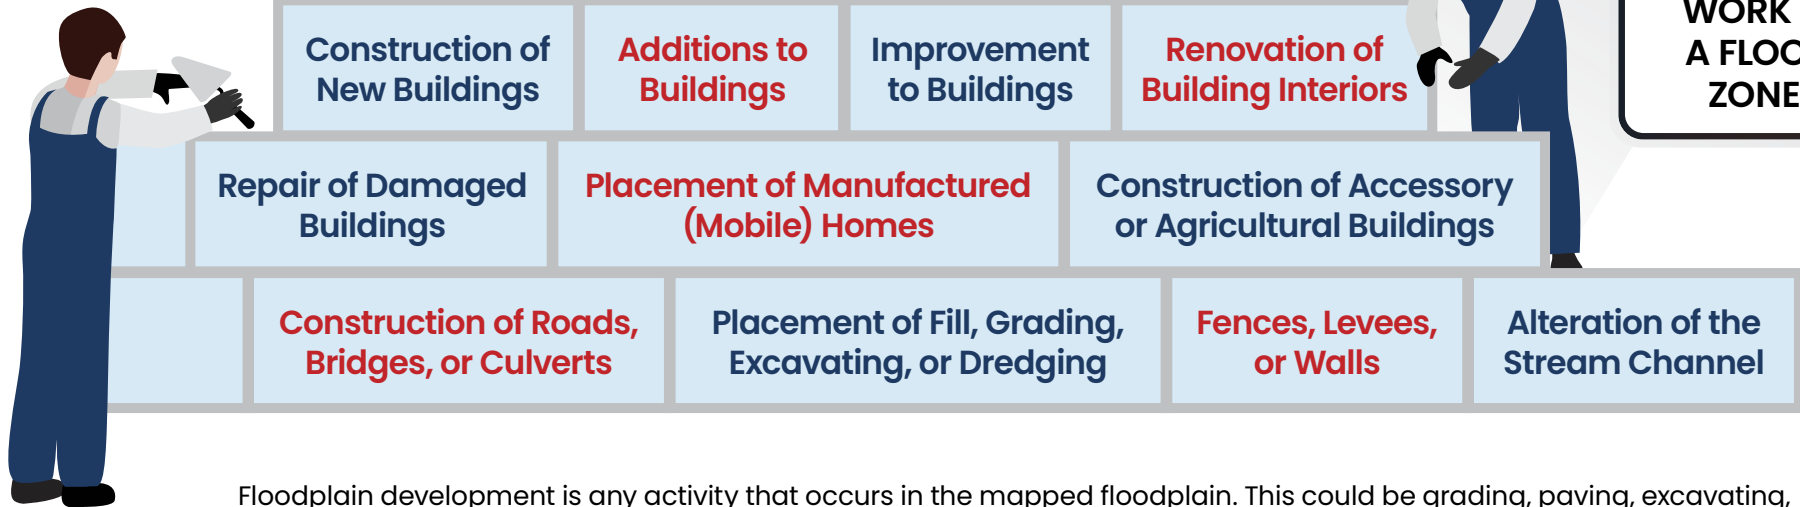 Construction of
New Buildings
Additions to
Buildings
Improvement
to Buildings
Renovation of
Building Interiors
WORK
A FLOO
ZONE
Repair of Damaged
Buildings
Placement of Manufactured
(Mobile) Homes
Construction of Accessory
or Agricultural Buildings
Construction of Roads,
Bridges, or Culverts
Placement of Fill, Grading,
Excavating, or Dredging
Fences, Levees,
or Walls
Alteration of the
Stream Channel
Floodplain development is any activity that occurs in the mapped floodplain. This could be grading, paving, excavating,